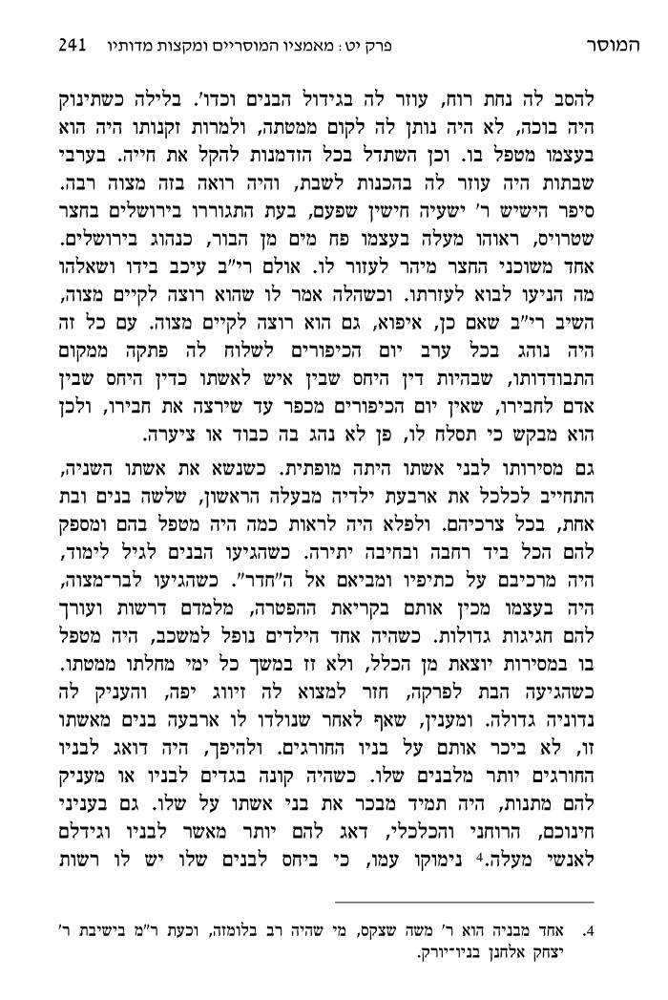 המוסר פרק יט: מאמציו המוסריים ומקצות מדותיו 241
להסב לה נחת רוח, עוזר לה בגידול הבנים וכדו'. בלילה כשתינוק
היה בוכה, לא היה נותן לה לקום ממטתה, ולמרות זקנותו היה הוא
בעצמו מטפל בו. וכן השתדל בכל הזדמנות להקל את חייה. בערבי
שבתות היה עוזר לה בהכנות לשבת, והיה רואה בזה מצוה רבה.
סיפר הישיש ר' ישעיה חישין שפעם, בעת התגוררו בירושלים בחצר
שטרויס, ראוהו מעלה בעצמו פח מים מן הבור, כנהוג בירושלים.
אחד משוכני החצר מיהר לעזור לו. אולם רי"ב עיכב בידו ושאלהו
מה הניעו לבוא לעזרתו. וכשהלה אמר לו שהוא רוצה לקיים מצוה,
השיב רי"ב שאם כן, איפוא, גם הוא רוצה לקיים מצוה. עם כל זה
היה נוהג בכל ערב יום הכיפורים לשלוח לה פתקה ממקום
התבודדותו, שבהיות דין היחס שבין איש לאשתו כדין היחס שבין
אדם לחבירו, שאין יום הכיפורים מכפר עד שירצה את חבירו, ולכן
הוא מבקש כי תסלח לו, פן לא נהג בה כבוד או ציערה.
גם מסירותו לבני אשתו היתה מופתית. כשנשא את אשתו השניה,
התחייב לכלכל את ארבעת ילדיה מבעלה הראשון, שלשה בנים ובת
אחת, בכל צרכיהם. ולפלא היה לראות כמה היה מטפל בהם ומספק
להם הכל ביד רחבה ובחיבה יתירה. כשהגיעו הבנים לגיל לימוד,
היה מרכיבם על כתיפיו ומביאם אל ה"חדר". כשהגיעו לבר־מצוה,
היה בעצמו מכין אותם בקריאת ההפטרה, מלמדם דרשות ועורך
להם חגיגות גדולות. כשהיה אחד הילדים נופל למשכב, היה מטפל
בו במסירות יוצאת מן הכלל, ולא זז במשך כל ימי מחלתו ממטתו.
כשהגיעה הבת לפרקה, חזר למצוא לה זיווג יפה, והעניק לה
נדוניה גדולה. ומענין, שאף לאחר שנולדו לו ארבעה בנים מאשתו
זו, לא ביכר אותם על בניו החורגים. ולהיפך, היה דואג לבניו
החורגים יותר מלבנים שלו. כשהיה קונה בגדים לבניו או מעניק
להם מתנות, היה תמיד מבכר את בני אשתו על שלו. גם בעניני
חינוכם, הרוחני והכלכלי, דאג להם יותר מאשר לבניו וגידלם
לאנשי מעלה.4 נימוקו עמו, כי ביחס לבנים שלו יש לו רשות
4. אחד מבניה הוא ר' משה שצקס, מי שהיה רב בלומזה, וכעת ר"מ בישיבת ר'
יצחק אלחנן בניו־יורק.